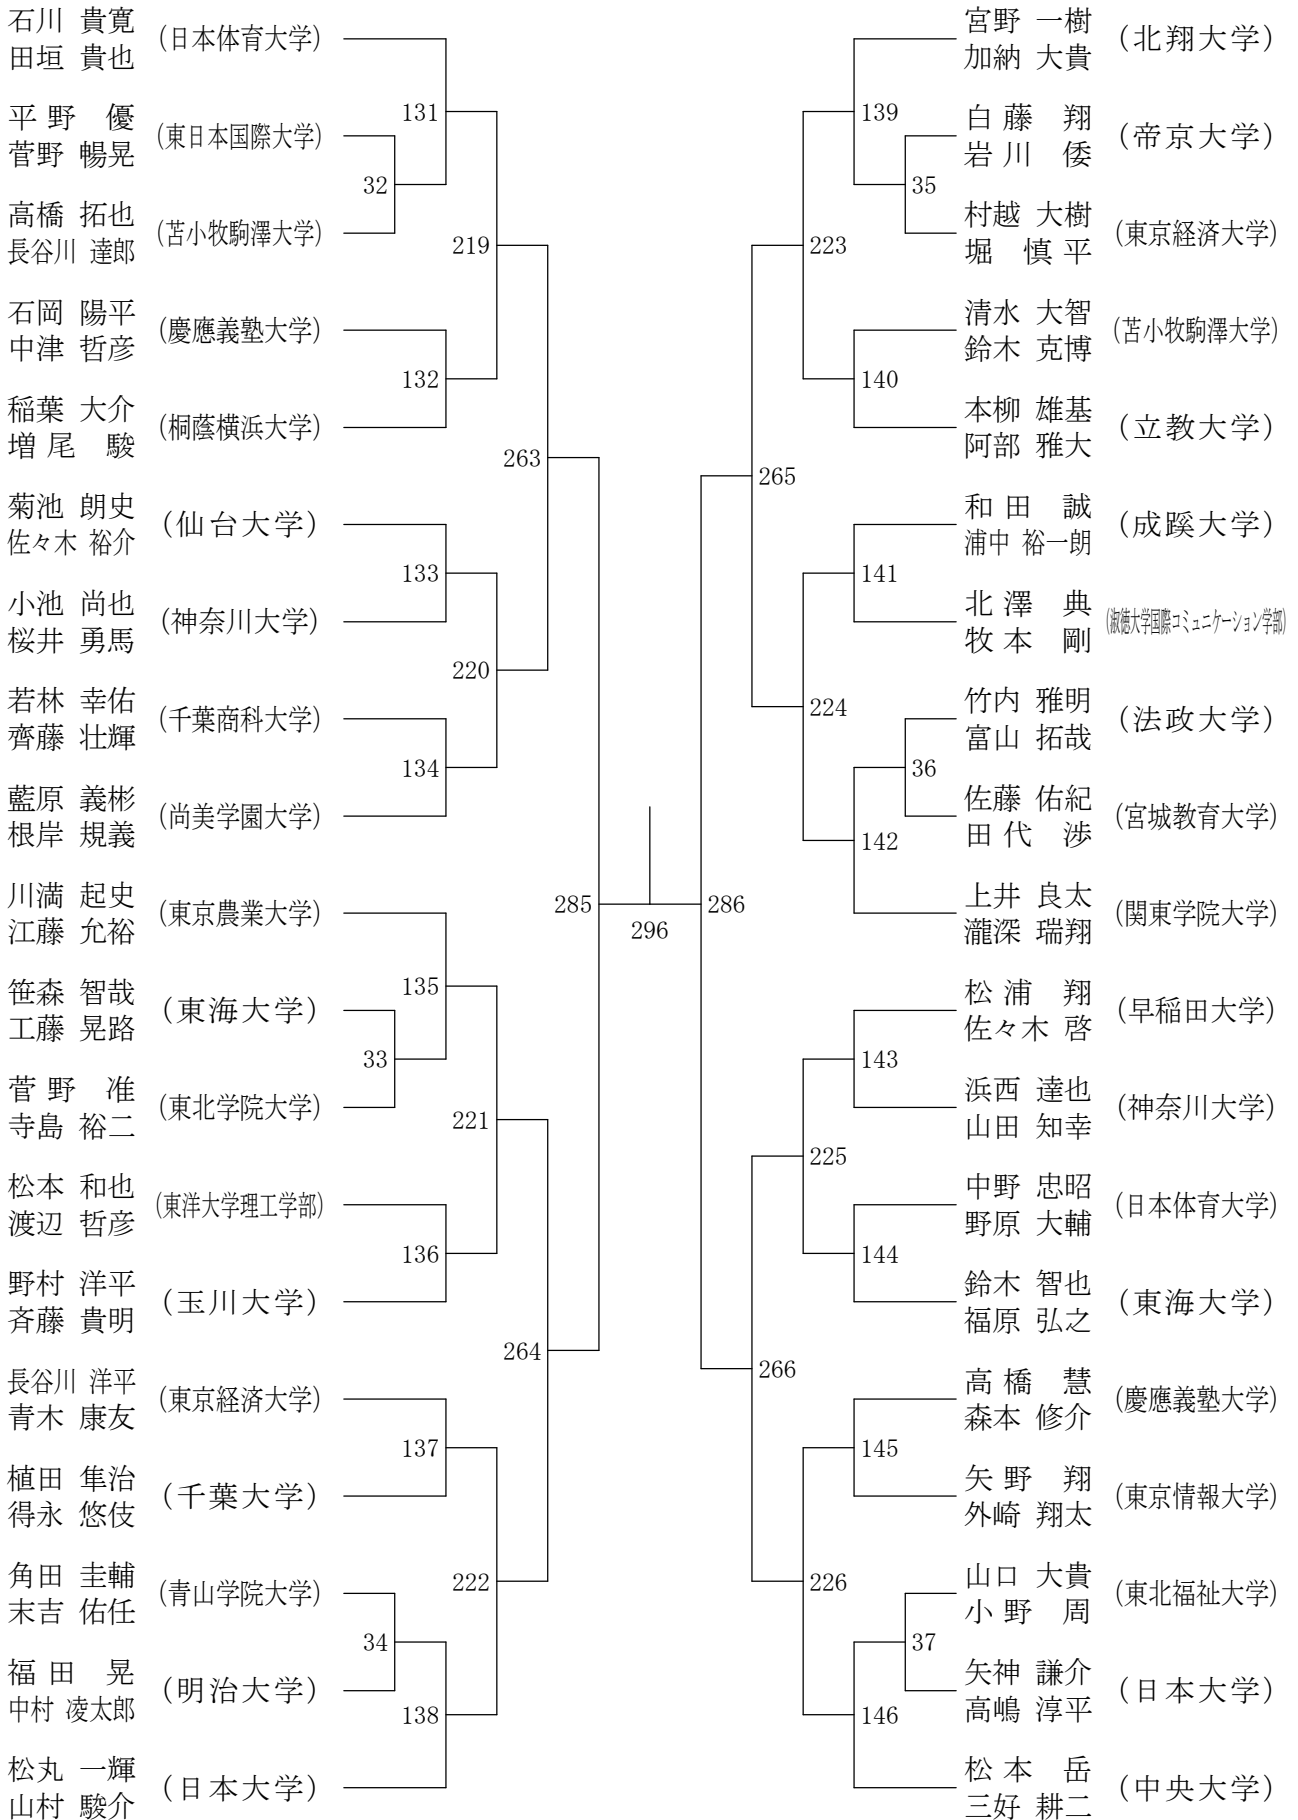 石川 貴寛
田垣 貴也
(日本体育大学)
平野 優
菅野 暢晃
(東日本国際大学)
高橋 拓也
長谷川 達郎
(苫小牧駒澤大学)
石岡 陽平
中津 哲彦
(慶應義塾大学)
稲葉 大介
増尾 駿
(桐蔭横浜大学)
菊池 朗史
佐々木 裕介
(仙台大学)
小池 尚也
桜井 勇馬
(神奈川大学)
若林 幸佑
齊藤 壮輝
(千葉商科大学)
藍原 義彬
根岸 規義
(尚美学園大学)
川満 起史
江藤 允裕
(東京農業大学)
笹森 智哉
工藤 晃路
(東海大学)
菅野 准
寺島 裕二
(東北学院大学)
松本 和也
渡辺 哲彦
(東洋大学理工学部)
野村 洋平
斉藤 貴明
(玉川大学)
長谷川 洋平
青木 康友
(東京経済大学)
植田 隼治
得永 悠伎
(千葉大学)
角田 圭輔
末吉 佑任
(青山学院大学)
福田 晃
中村 凌太郎
(明治大学)
松丸 一輝
山村 駿介
(日本大学)
131
32
219
132
263
133
220
134
285
135
33
221
136
264
137
222
34
138
296
286
139
35
223
140
265
141
224
36
142
143
225
144
266
145
226
37
146
宮野 一樹
加納 大貴
(北翔大学)
白藤 翔
岩川 倭
(帝京大学)
村越 大樹
堀 慎平
(東京経済大学)
清水 大智
鈴木 克博
(苫小牧駒澤大学)
本柳 雄基
阿部 雅大
(立教大学)
和田 誠
浦中 裕一朗
(成蹊大学)
北澤 典
牧本 剛
(淑徳大学国際コミュニケーション学部)
竹内 雅明
富山 拓哉
(法政大学)
佐藤 佑紀
田代 渉
(宮城教育大学)
上井 良太
瀧深 瑞翔
(関東学院大学)
松浦 翔
佐々木 啓
(早稲田大学)
浜西 達也
山田 知幸
(神奈川大学)
中野 忠昭
野原 大輔
(日本体育大学)
鈴木 智也
福原 弘之
(東海大学)
高橋 慧
森本 修介
(慶應義塾大学)
矢野 翔
外崎 翔太
(東京情報大学)
山口 大貴
小野 周
(東北福祉大学)
矢神 謙介
高嶋 淳平
(日本大学)
松本 岳
三好 耕二
(中央大学)